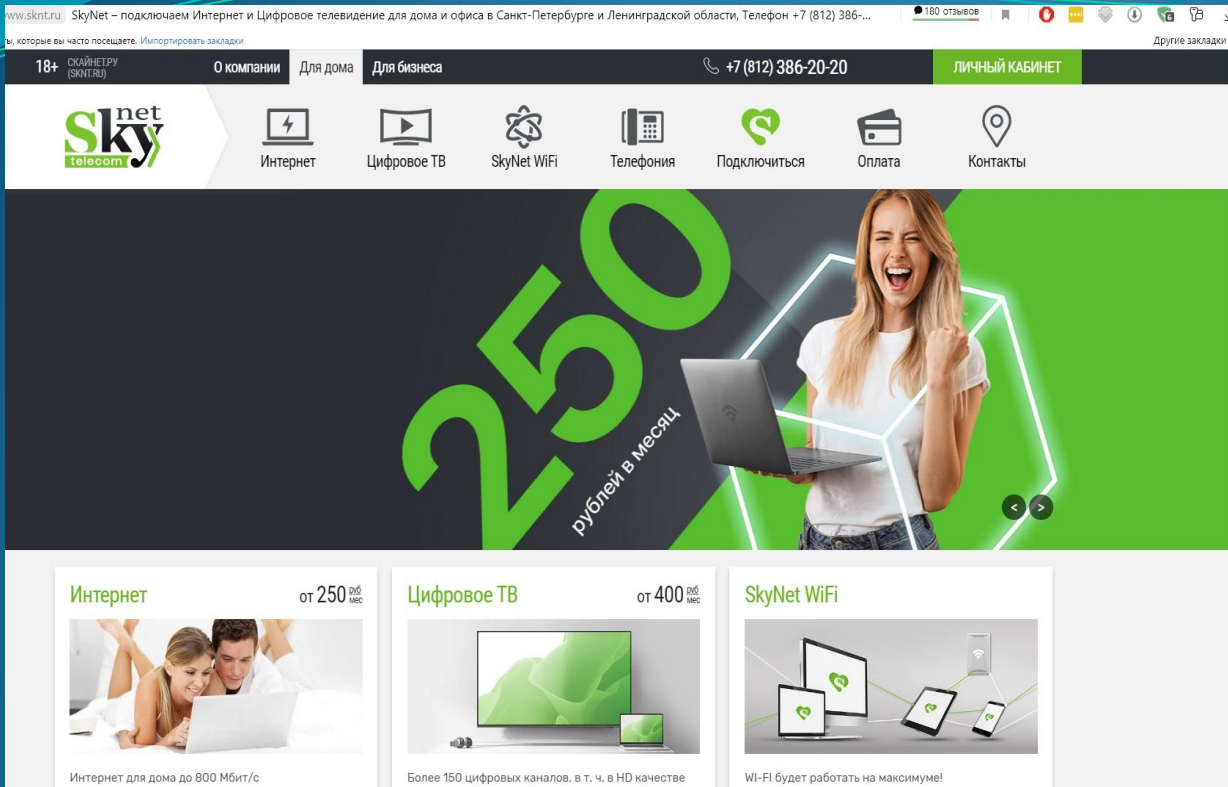 www.sknt.ru SkyNet – подключаем Интернет и Цифровое телевидение для дома и офиса в Санкт-Петербурге и Ленинградской области, Телефон +7 (812) 386-... 180 отзывов
которые вы часто посещаете. Импортировать закладки Другие закладки
18+ СКАЙНЕТ.РУ (SKNT.RU) О компании Для дома Для бизнеса +7 (812) 386-20-20 ЛИЧНЫЙ КАБИНЕТ
Sky net telecom
Интернет Цифровое ТВ SkyNet WiFi Телефония Подключиться Оплата Контакты
250
рублей в месяц
< >
Интернет от 250 руб мес Цифровое ТВ от 400 руб мес SkyNet WiFi
Интернет для дома до 800 Мбит/с Более 150 цифровых каналов, в т. ч. в HD качестве WI-FI будет работать на максимуме!